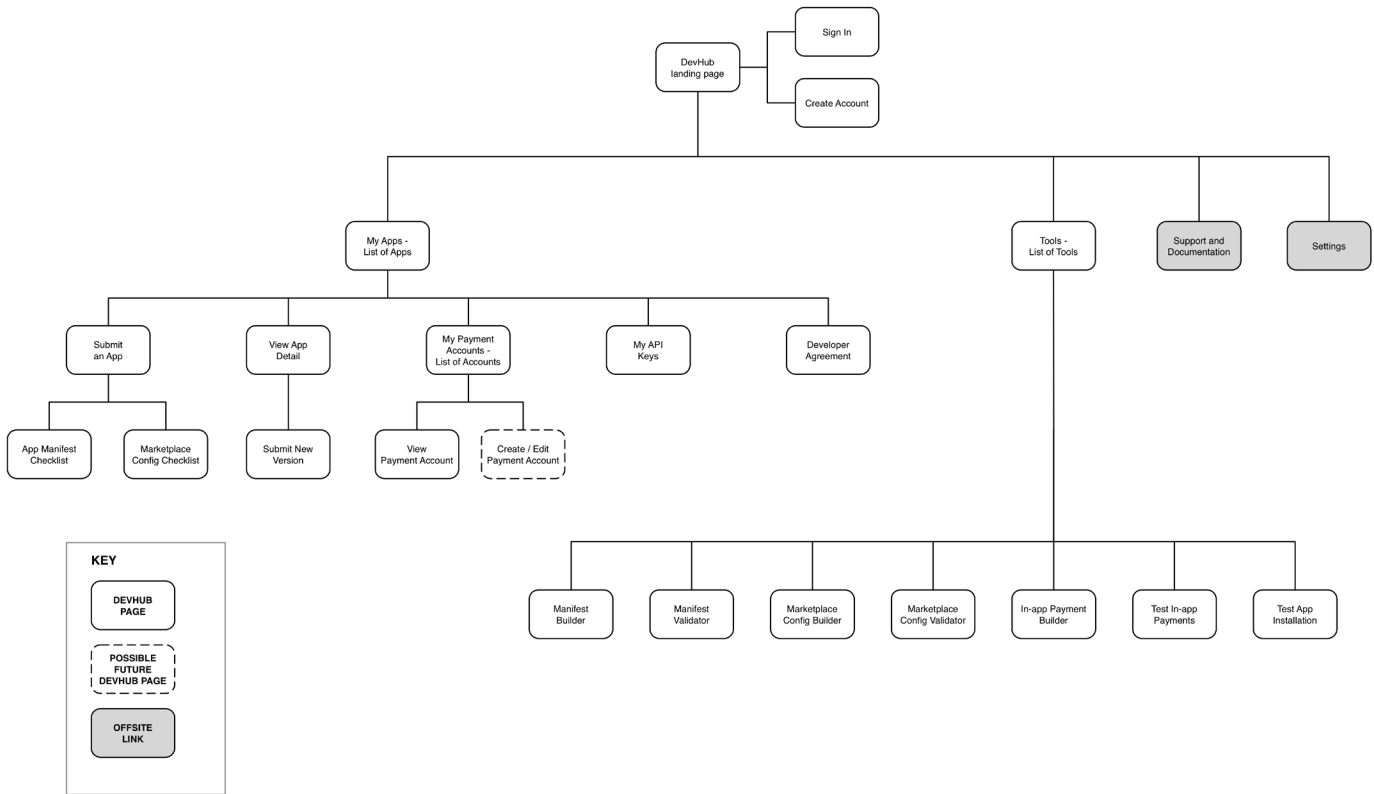 Sign In
DevHub
landing page
Create Account
My Apps -
List of Apps
Tools -
List of Tools
Support and
Documentation
Settings
Submit
an App
View App
Detail
My Payment
Accounts -
List of Accounts
My API
Keys
Developer
Agreement
App Manifest
Checklist
Marketplace
Config Checklist
Submit New
Version
View
Payment Account
Create / Edit
Payment Account
KEY
DEVHUB
PAGE
POSSIBLE
FUTURE
DEVHUB PAGE
OFFSITE
LINK
Manifest
Builder
Manifest
Validator
Marketplace
Config Builder
Marketplace
Config Validator
In-app Payment
Builder
Test In-app
Payments
Test App
Installation